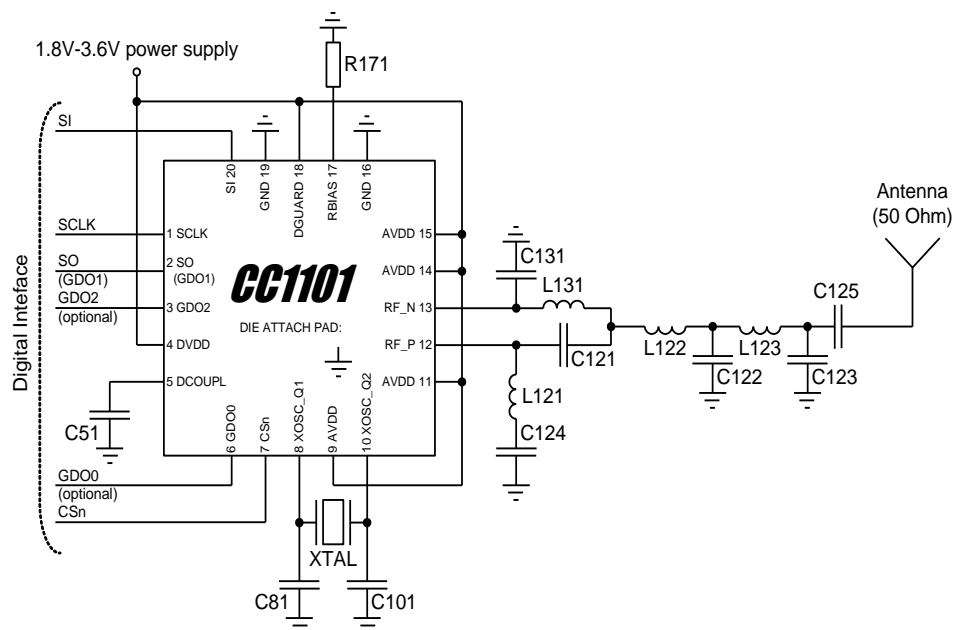 1.8V-3.6V power supply
R171
SI
SI 20
GND 19
DGUARD 18
RBIAS 17
GND 16
Antenna
(50 Ohm)
SCLK
1 SCLK
AVDD 15
SO
(GDO1)
2 SO
(GDO1)
CC1101
AVDD 14
C131
GDO2
(optional)
3 GDO2
RF_N 13
L131
C125
DIE ATTACH PAD:
Digital Inteface
4 DVDD
RF_P 12
C121
L122
L123
C122
C123
5 DCOUPL
AVDD 11
L121
C51
6 GDO0
7 CSn
8 XOSC_Q1
9 AVDD
10 XOSC_Q2
C124
GDO0
(optional)
CSn
XTAL
C81
C101